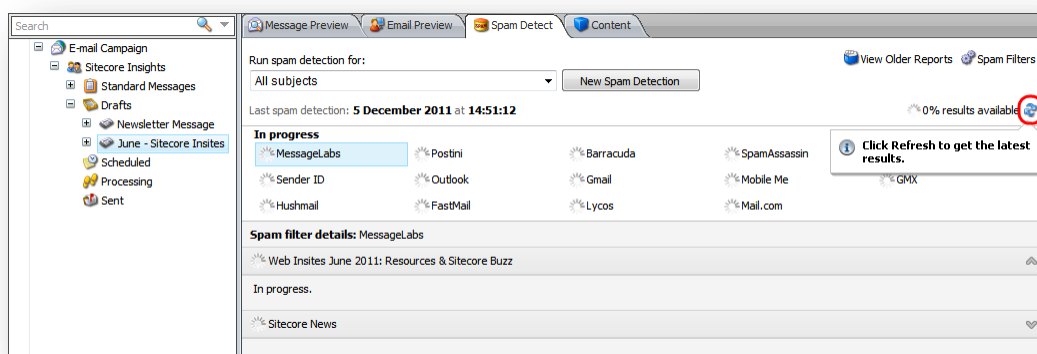 Search
E-mail Campaign
Sitecore Insights
Standard Messages
Drafts
Newsletter Message
June - Sitecore Insites
Scheduled
Processing
Sent
Message Preview Email Preview Spam Detect Content
Run spam detection for:
View Older Reports Spam Filters
All subjects New Spam Detection
Last spam detection: 5 December 2011 at 14:51:12
0% results available
Click Refresh to get the latest
results.
In progress
MessageLabs Postini Barracuda SpamAssassin
Sender ID Outlook Gmail Mobile Me GMX
Hushmail FastMail Lycos Mail.com
Spam filter details: MessageLabs
Web Insites June 2011: Resources & Sitecore Buzz
In progress.
Sitecore News